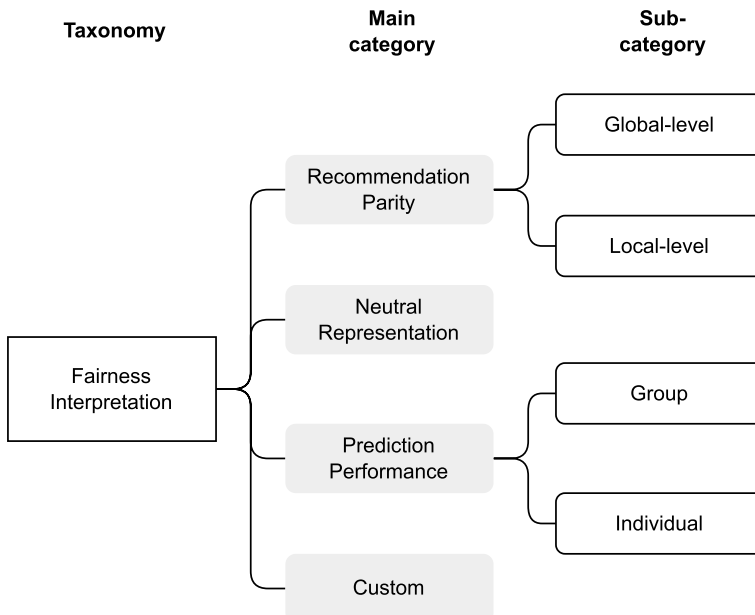 Taxonomy
Main
category
Sub-
category
Global-level
Recommendation
Parity
Local-level
Neutral
Representation
Fairness
Interpretation
Group
Prediction
Performance
Individual
Custom